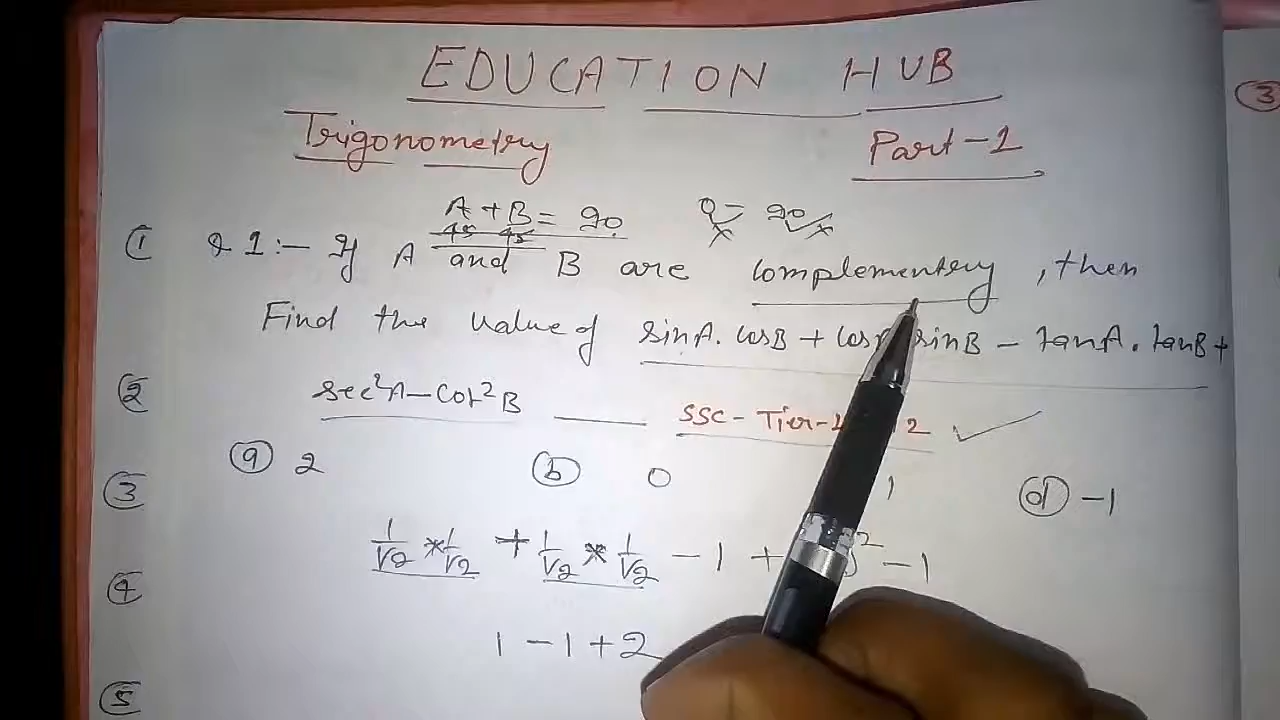 EDUCATION HUB
Trigonometry Part-1
A + B = 90 θ = 90
45 45
① Q 1:- If A and B are complementry, then
Find the value of sinA. cosB + cos sinB - tanA. tanB +
② sec²A - Cot²B SSC-Tier-
ⓐ 2 ⓑ 0 1 ⓓ -1
③
1/√2 * 1/√2 + 1/√2 * 1/√2 - 1 + ² - 1
④
1 - 1 + 2
⑤
③